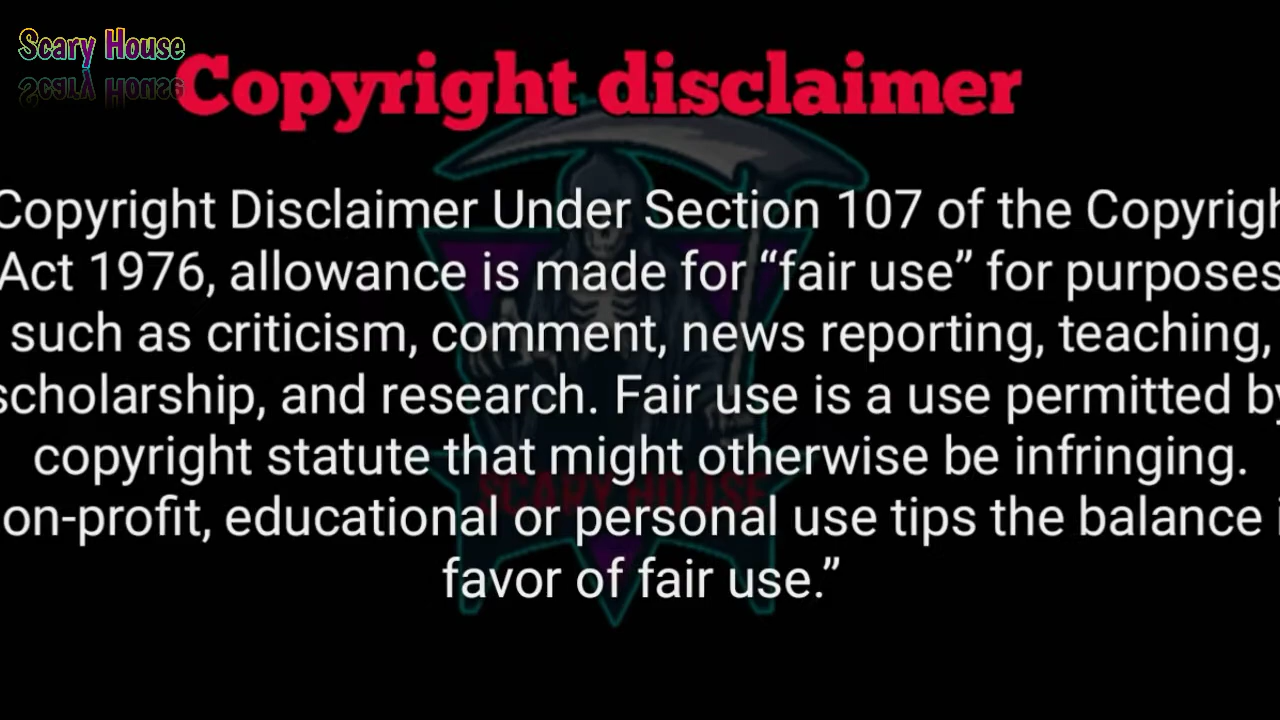 Scary House
Copyright disclaimer
Copyright Disclaimer Under Section 107 of the Copyrigh
Act 1976, allowance is made for “fair use” for purposes
such as criticism, comment, news reporting, teaching,
scholarship, and research. Fair use is a use permitted by
copyright statute that might otherwise be infringing.
on-profit, educational or personal use tips the balance i
favor of fair use.”
SCARY HOUSE